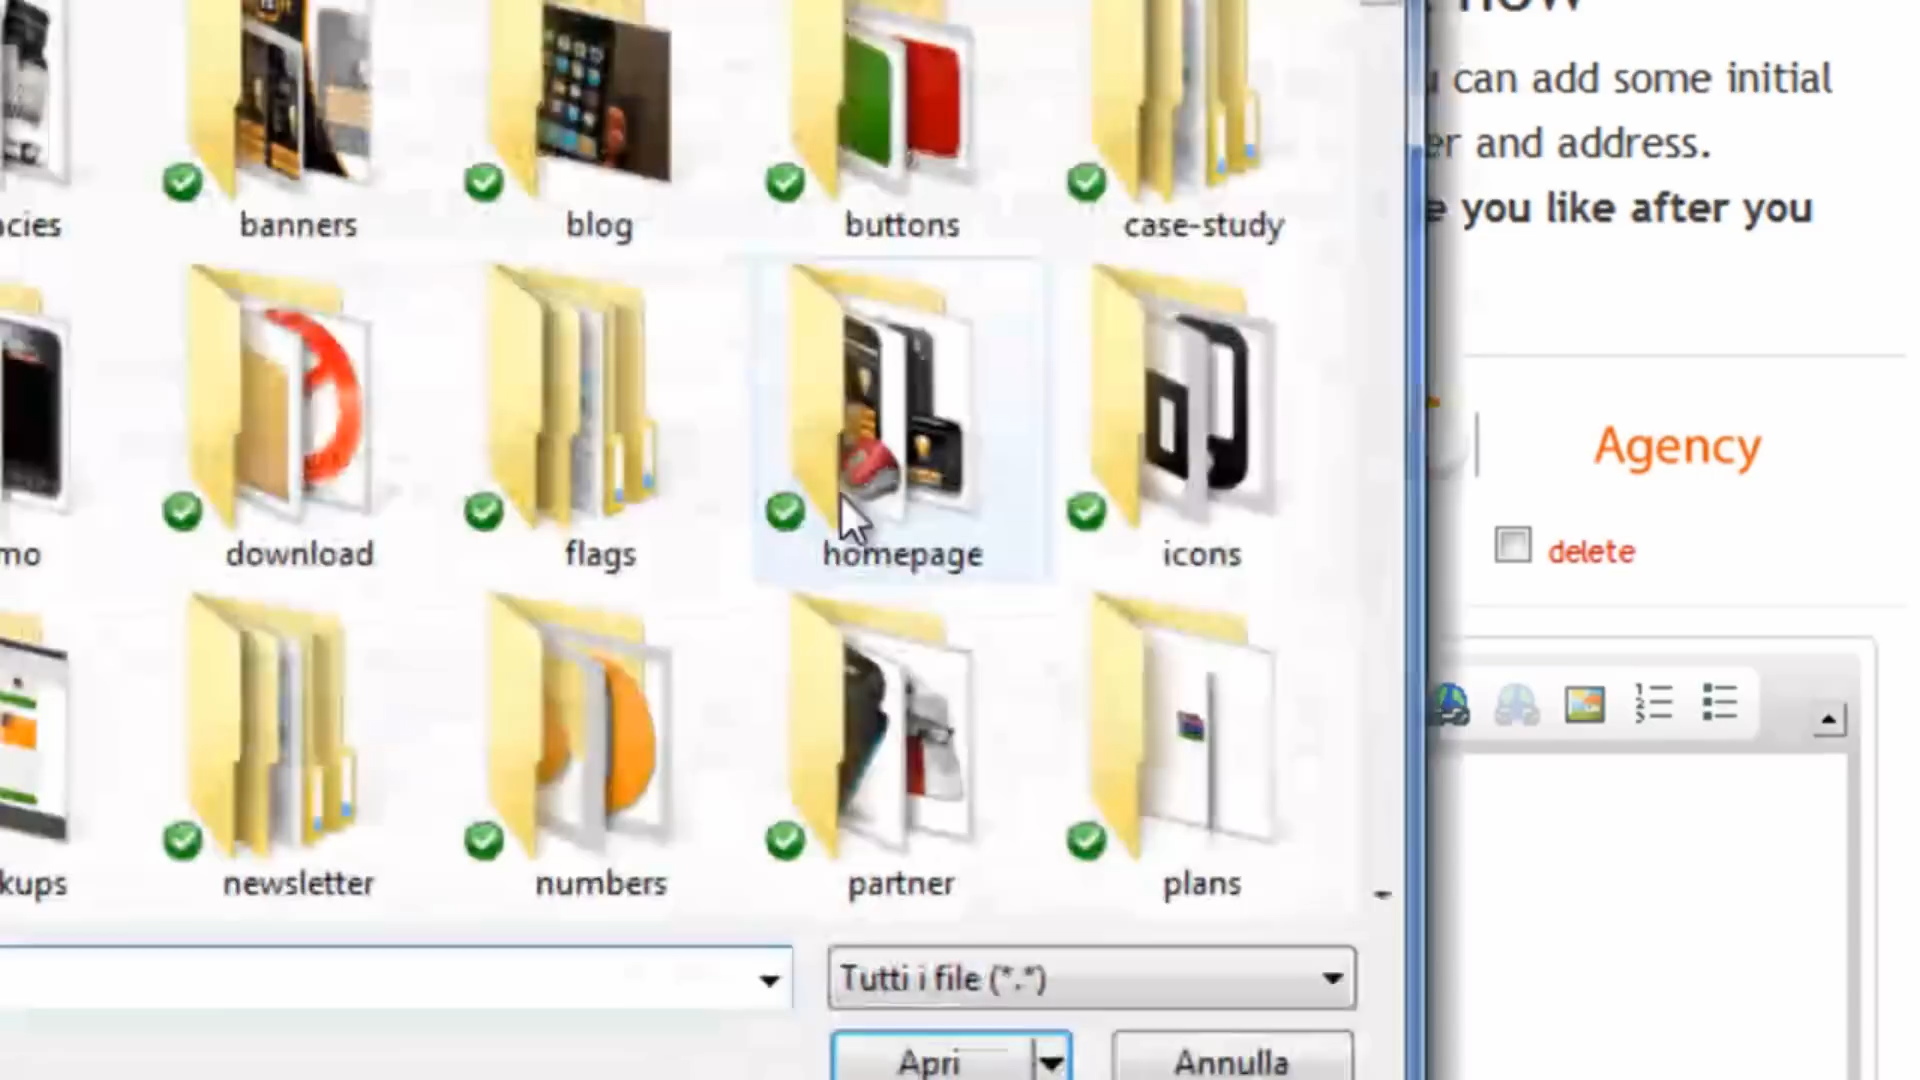 now
can add some initial
er and address.
e you like after you
banners
blog
buttons
case-study
Agency
download
flags
homepage
icons
delete
newsletter
numbers
partner
plans
Tutti i file (*.*)
Apri
Annulla